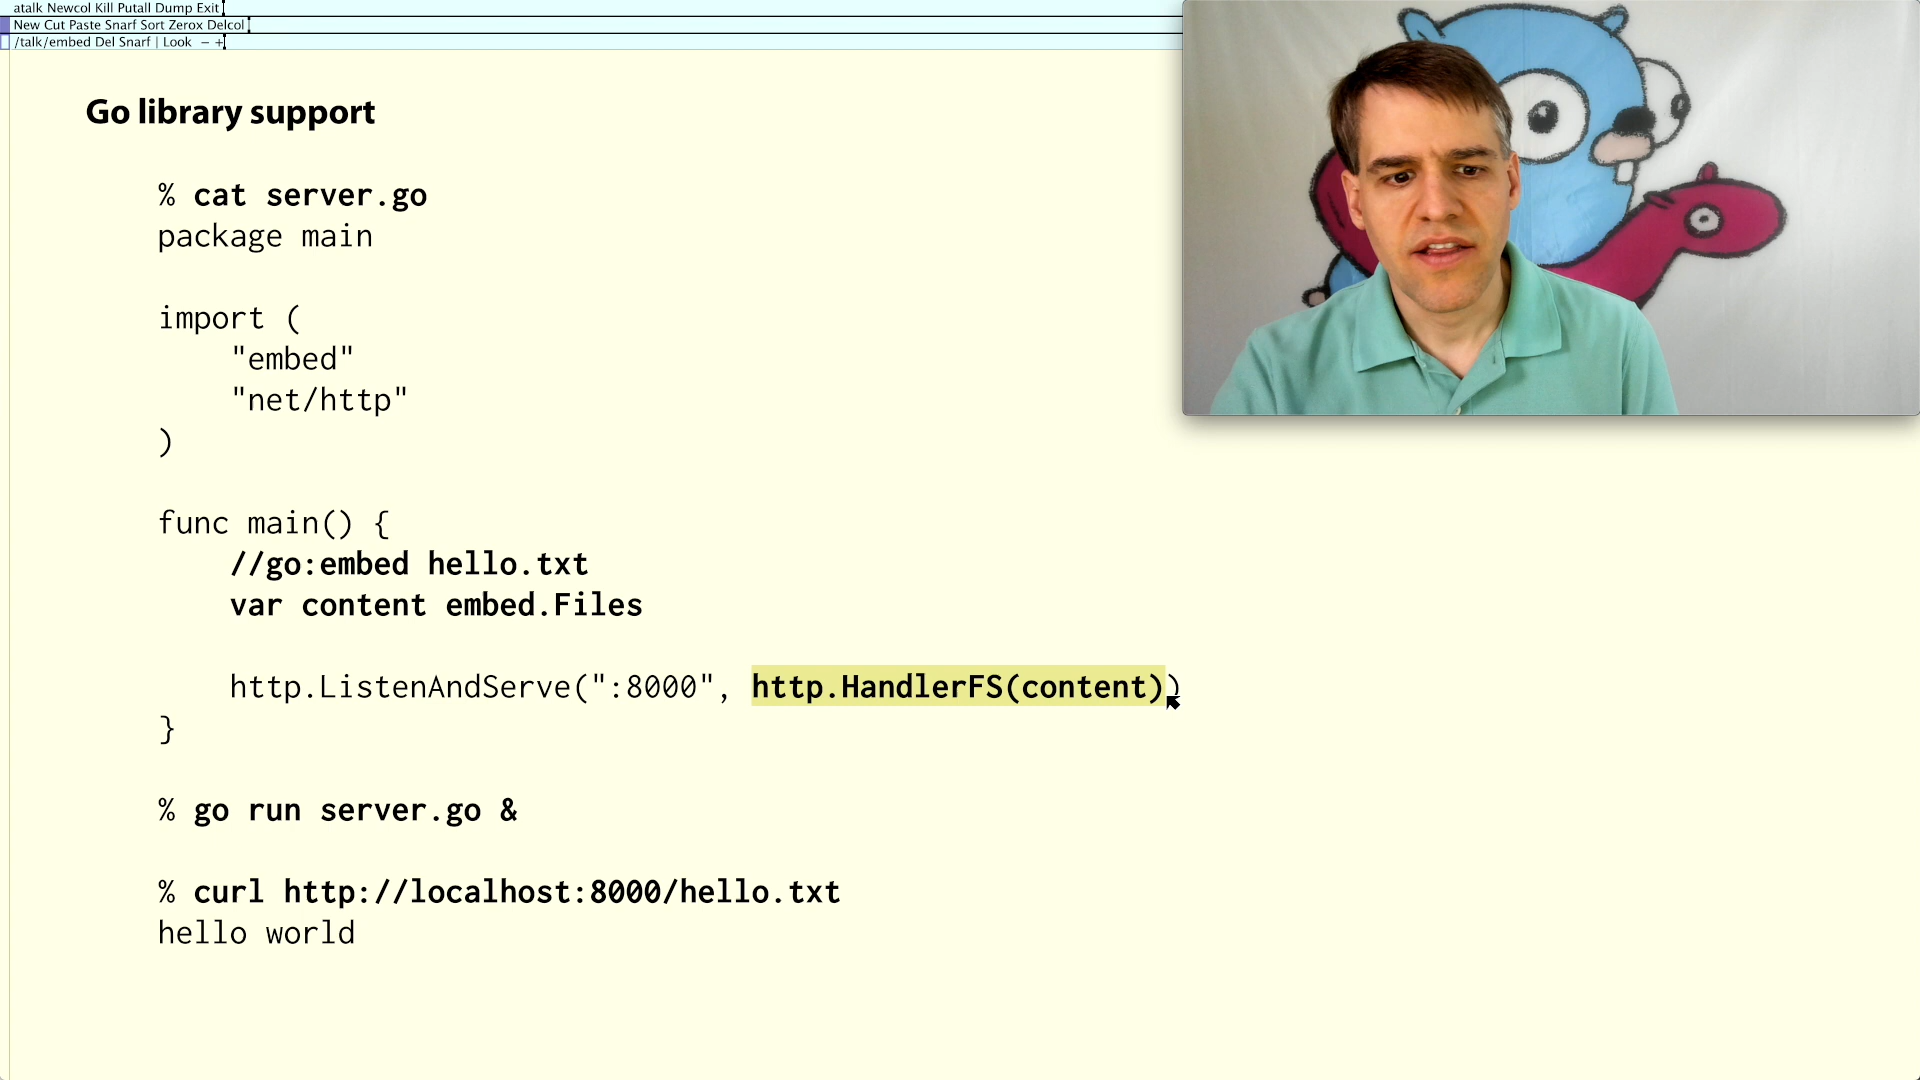 atalk Newcol Kill Putall Dump Exit
New Cut Paste Snarf Sort Zerox Delcol
/talk/embed Del Snarf | Look − +
Go library support
% cat server.go
package main
import (
"embed"
"net/http"
)
func main() {
//go:embed hello.txt
var content embed.Files
http.ListenAndServe(":8000", http.HandlerFS(content))
}
% go run server.go &
% curl http://localhost:8000/hello.txt
hello world